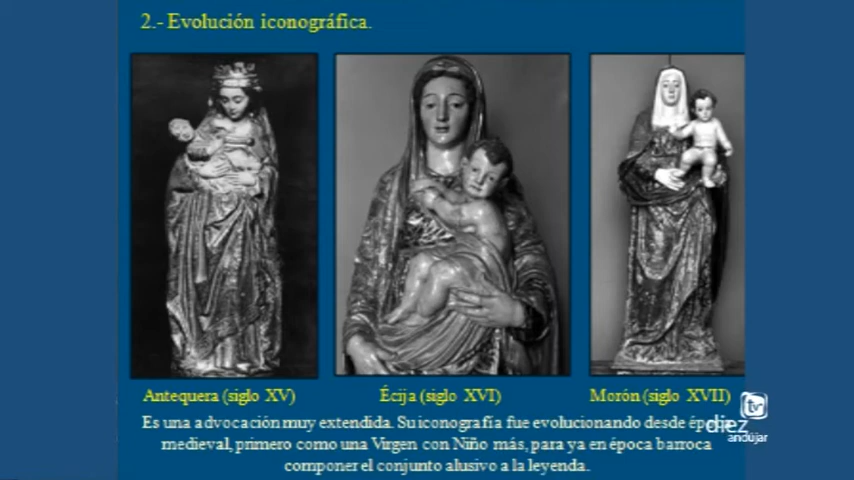 2.- Evolución iconográfica.
Antequera (siglo XV)
Écija (siglo XVI)
Morón (siglo XVII)
Es una advocación muy extendida. Su iconografía fue evolucionando desde época
medieval, primero como una Virgen con Niño más, para ya en época barroca
componer el conjunto alusivo a la leyenda.
tv
diez
andújar